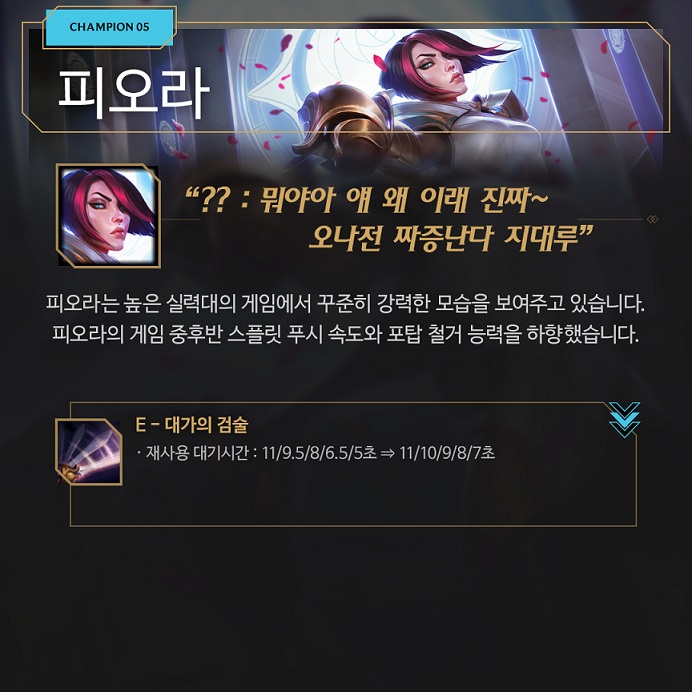 CHAMPION 05
피오라
“?? : 뭐야아 얘 왜 이래 진짜~
오나전 짜증난다 지대루”
피오라는 높은 실력대의 게임에서 꾸준히 강력한 모습을 보여주고 있습니다.
피오라의 게임 중후반 스플릿 푸시 속도와 포탑 철거 능력을 하향했습니다.
E - 대가의 검술
· 재사용 대기시간 : 11/9.5/8/6.5/5초 ⇒ 11/10/9/8/7초